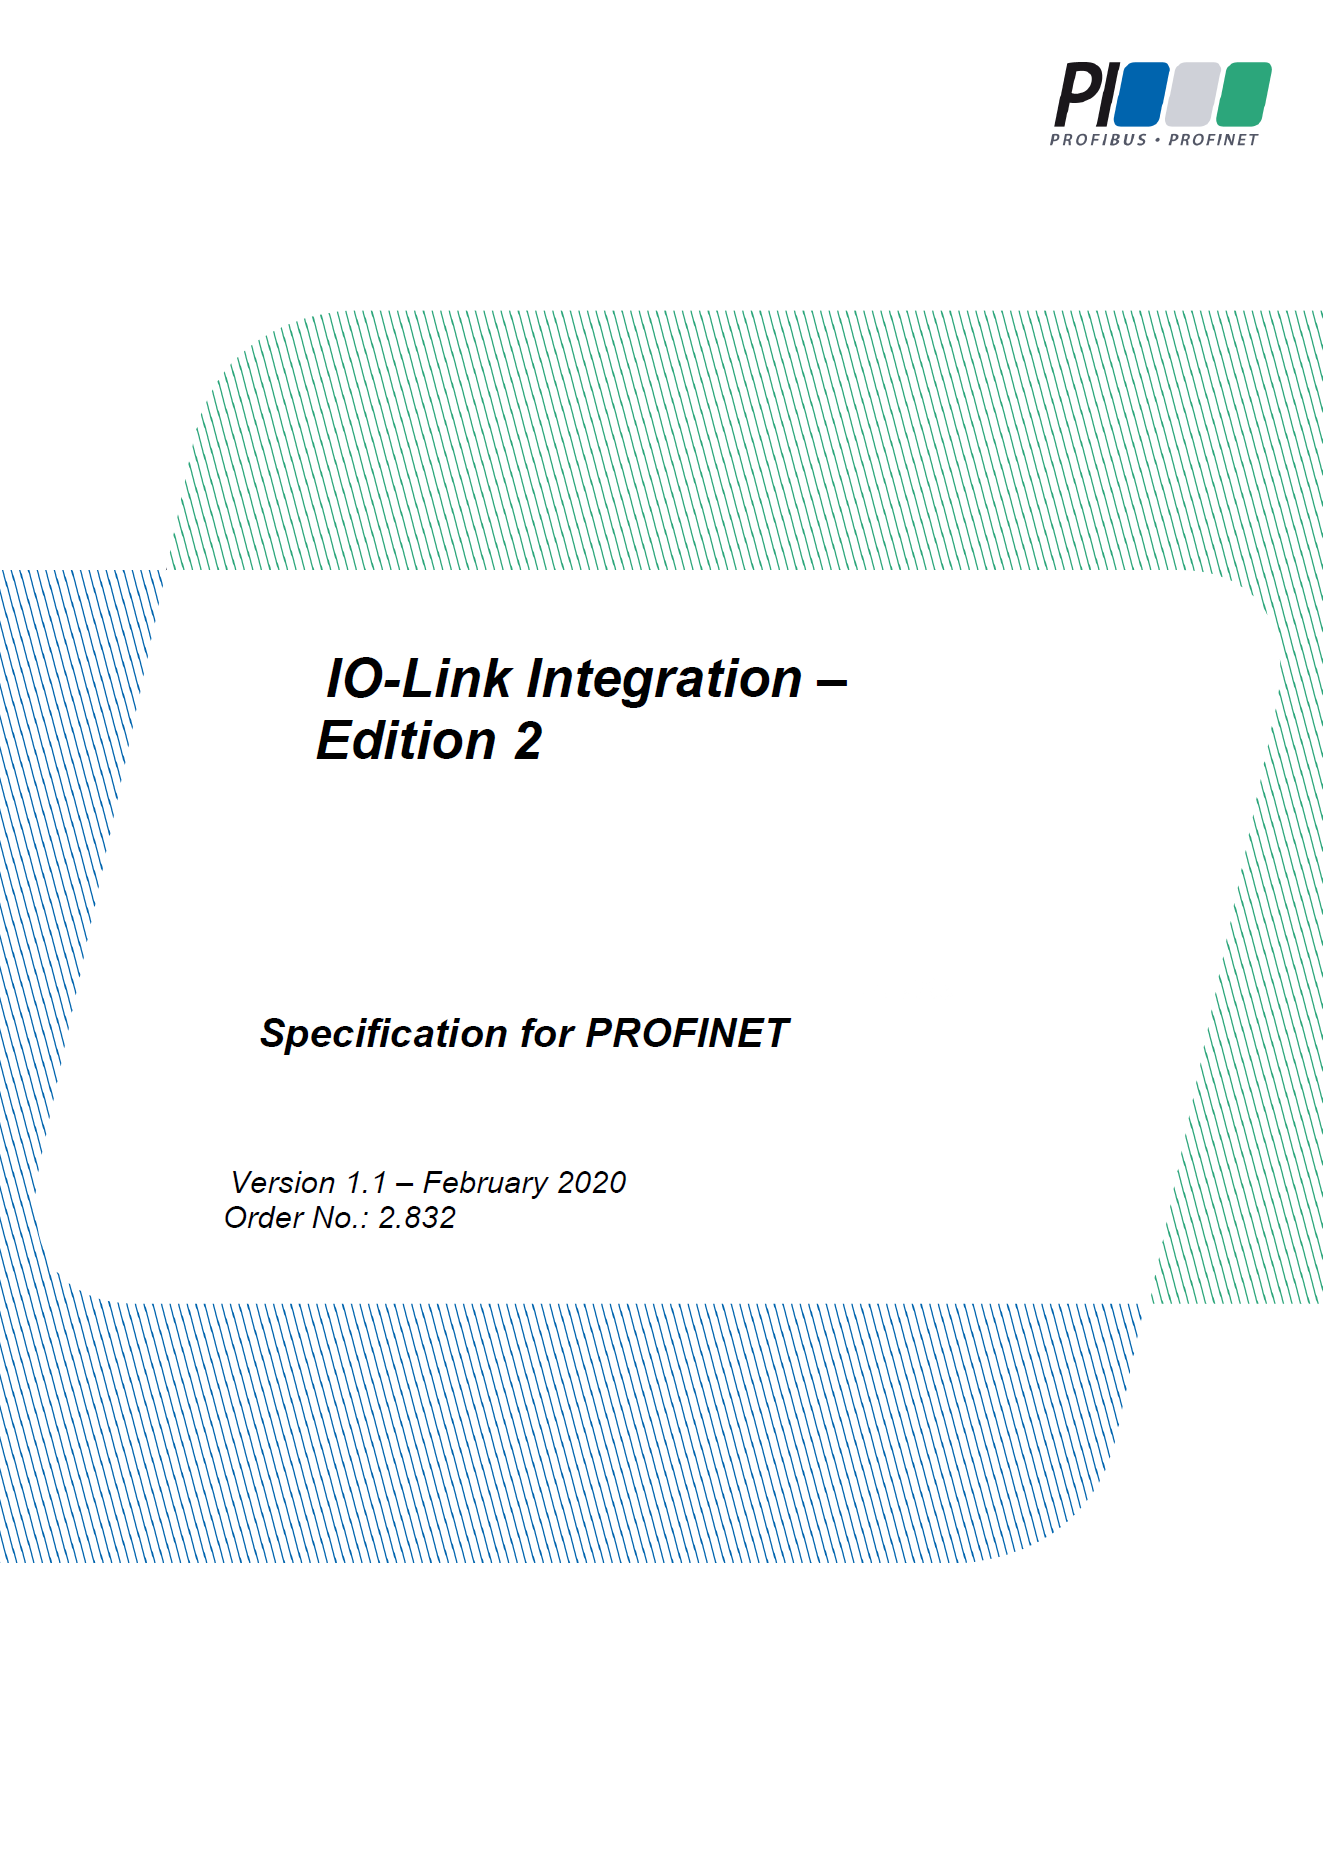 PI
PROFIBUS • PROFINET
IO-Link Integration –
Edition 2
Specification for PROFINET
Version 1.1 – February 2020
Order No.: 2.832